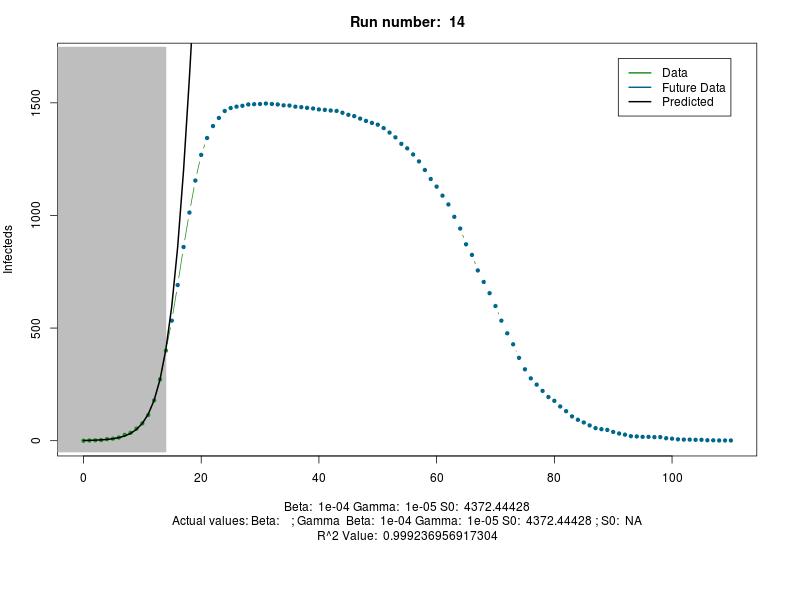 Run number: 14
Data
Future Data
Predicted
Infecteds
1500
1000
500
0
0 20 40 60 80 100
Beta: 1e-04 Gamma: 1e-05 S0: 4372.44428
Actual values: Beta: ; Gamma Beta: 1e-04 Gamma: 1e-05 S0: 4372.44428 ; S0: NA
R^2 Value: 0.999236956917304